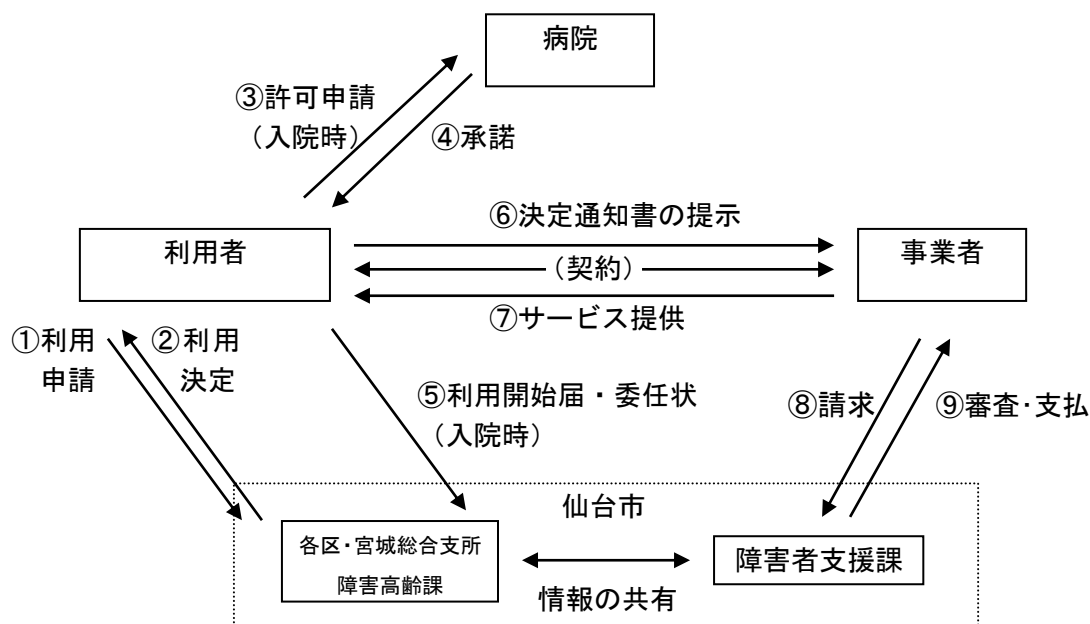 病院
③許可申請
（入院時）
④承諾
⑥決定通知書の提示
利用者
（契約）
事業者
⑦サービス提供
①利用
申請
②利用
決定
⑤利用開始届・委任状
（入院時）
⑧請求
⑨審査・支払
仙台市
各区・宮城総合支所
障害高齢課
障害者支援課
情報の共有